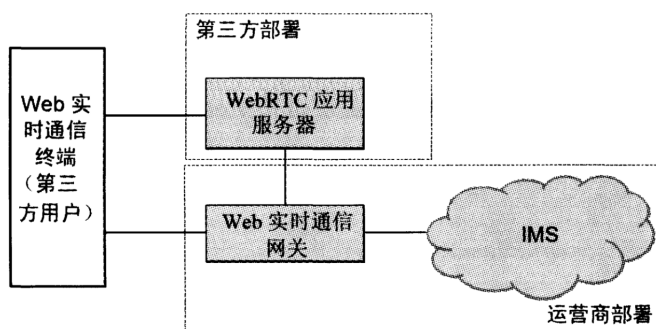 第三方部署
Web 实
时通信
终端
（第三
方用户）
WebRTC 应用
服务器
Web 实时通信
网关
IMS
运营商部署